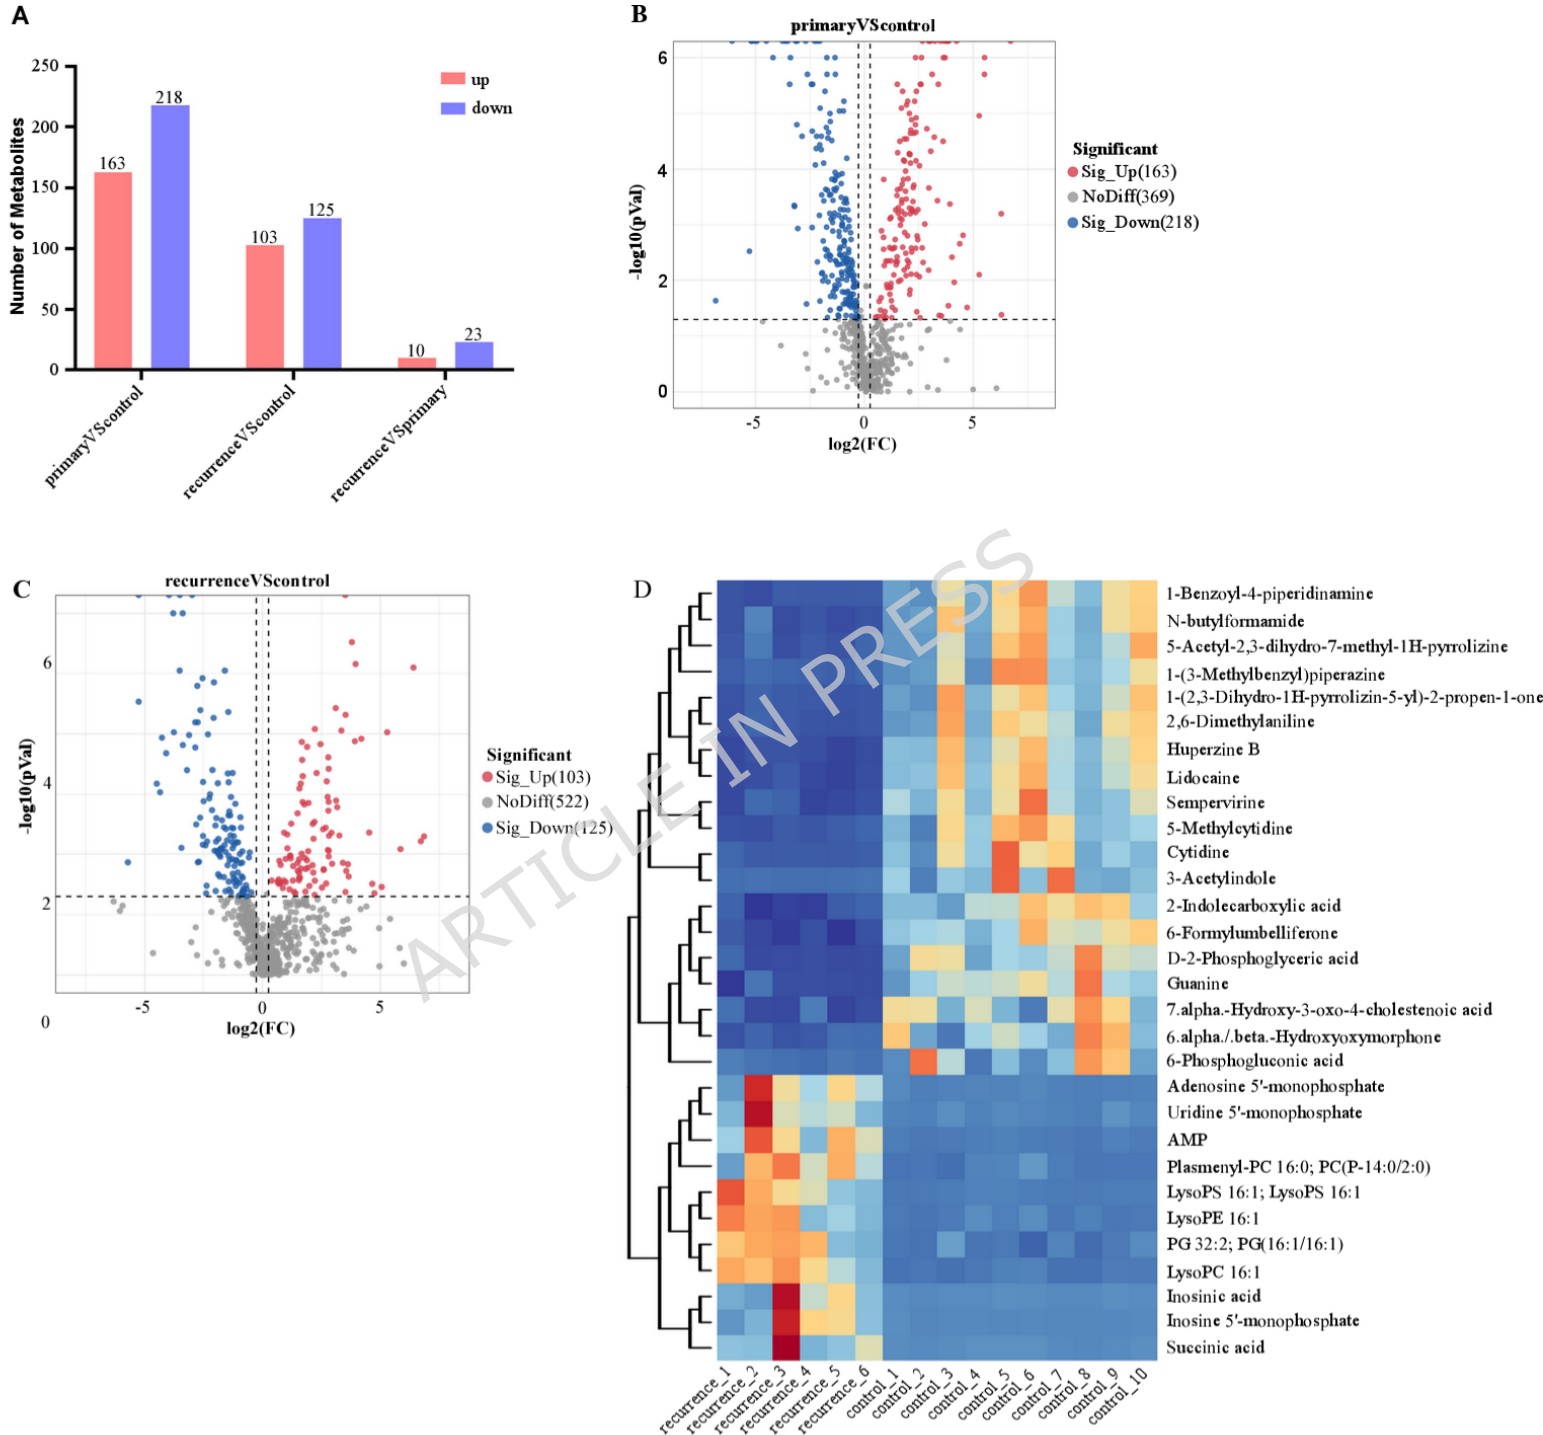 A
250
200
150
100
50
0
Number of Metabolites
163
218
103
125
10
23
up
down
primaryVScontrol
recurrenceVScontrol
recurrenceVSprimary
B
primaryVScontrol
6
4
2
0
-log10(pVal)
-5
0
5
log2(FC)
Significant
Sig_Up(163)
NoDiff(369)
Sig_Down(218)
C
recurrenceVScontrol
6
4
2
0
-log10(pVal)
-5
0
5
log2(FC)
Significant
Sig_Up(103)
NoDiff(522)
Sig_Down(125)
ARTICLE IN PRESS
D
1-Benzoyl-4-piperidinamine
N-butylformamide
5-Acetyl-2,3-dihydro-7-methyl-1H-pyrrolizine
1-(3-Methylbenzyl)piperazine
1-(2,3-Dihydro-1H-pyrrolizin-5-yl)-2-propen-1-one
2,6-Dimethylaniline
Huperzine B
Lidocaine
Sempervirine
5-Methylcytidine
Cytidine
3-Acetylindole
2-Indolecarboxylic acid
6-Formylumbelliferone
D-2-Phosphoglyceric acid
Guanine
7.alpha.-Hydroxy-3-oxo-4-cholestenoic acid
6.alpha./.beta.-Hydroxyoxymorphone
6-Phosphogluconic acid
Adenosine 5'-monophosphate
Uridine 5'-monophosphate
AMP
Plasmenyl-PC 16:0; PC(P-14:0/2:0)
LysoPS 16:1; LysoPS 16:1
LysoPE 16:1
PG 32:2; PG(16:1/16:1)
LysoPC 16:1
Inosinic acid
Inosine 5'-monophosphate
Succinic acid
recurrence_1
recurrence_2
recurrence_3
recurrence_4
recurrence_5
recurrence_6
control_1
control_2
control_3
control_4
control_5
control_6
control_7
control_8
control_9
control_10